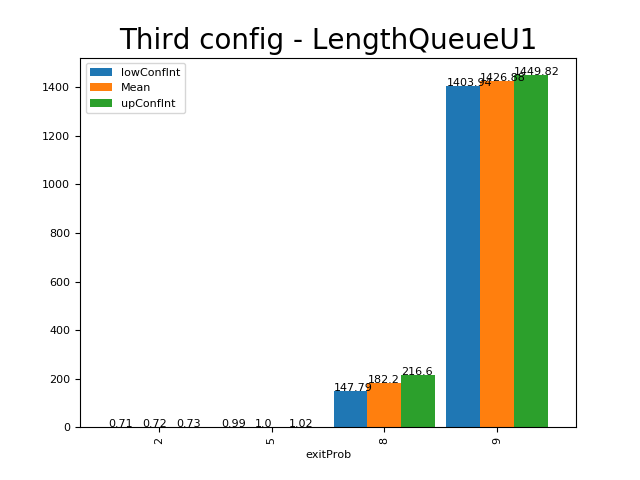 Third config - LengthQueueU1
lowConfInt
Mean
upConfInt
1400
1200
1000
800
600
400
200
0
0.71 0.72 0.73 0.99 1.0 1.02 147.79 182.2 216.6 1403.94 1426.88 1449.82
2 5 8 9
exitProb